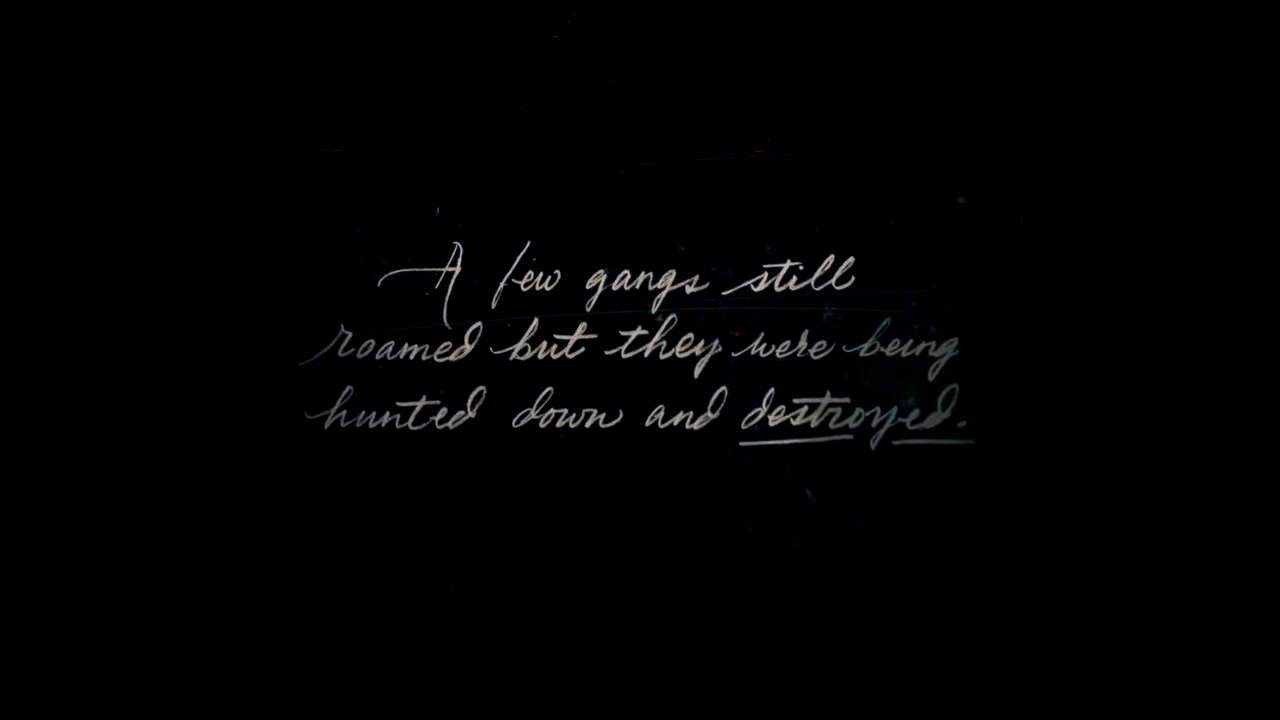 A few gangs still
roamed but they were being
hunted down and destroyed.